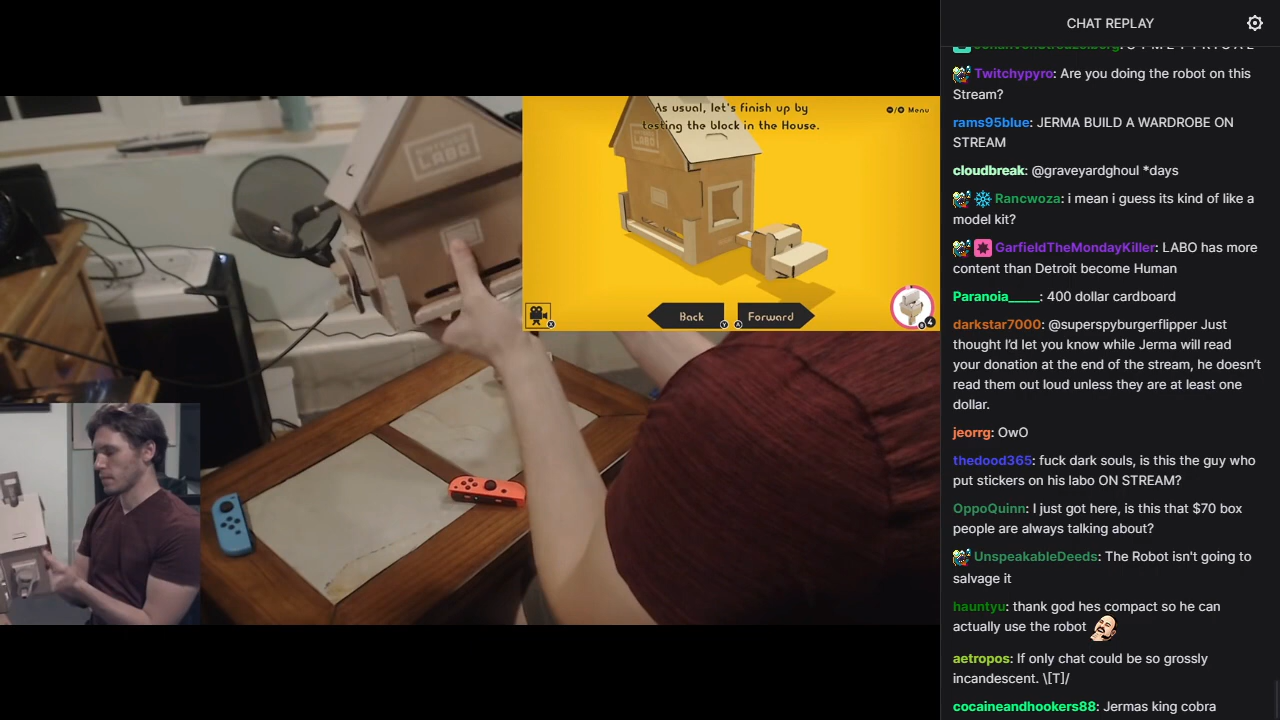 CHAT REPLAY
Twitchypyro: Are you doing the robot on this
Stream?
rams95blue: JERMA BUILD A WARDROBE ON
STREAM
cloudbreak: @graveyardghoul *days
Rancwoza: i mean i guess its kind of like a
model kit?
GarfieldTheMondayKiller: LABO has more
content than Detroit become Human
Paranoia_____: 400 dollar cardboard
darkstar7000: @superspyburgerflipper Just
thought I'd let you know while Jerma will read
your donation at the end of the stream, he doesn't
read them out loud unless they are at least one
dollar.
jeorrg: OwO
thedood365: fuck dark souls, is this the guy who
put stickers on his labo ON STREAM?
OppoQuinn: I just got here, is this that $70 box
people are always talking about?
UnspeakableDeeds: The Robot isn't going to
salvage it
hauntyu: thank god hes compact so he can
actually use the robot
aetropos: If only chat could be so grossly
incandescent. \[T]/
cocaineandhookers88: Jermas king cobra
As usual, let's finish up by
testing the block in the House.
Menu
LABO
LABO
Back
Forward